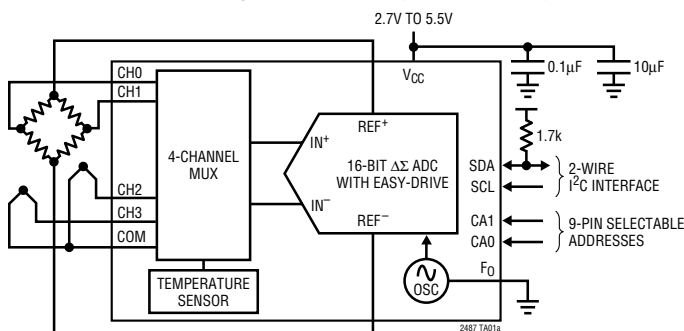 2.7V TO 5.5V
VCC
0.1µF
10µF
1.7k
CH0
CH1
CH2
CH3
COM
4-CHANNEL
MUX
TEMPERATURE
SENSOR
IN+
IN–
REF+
16-BIT ΔΣ ADC
WITH EASY-DRIVE
REF–
SDA
SCL
2-WIRE
I2C INTERFACE
CA1
CA0
9-PIN SELECTABLE
ADDRESSES
FO
OSC
2487 TA01a